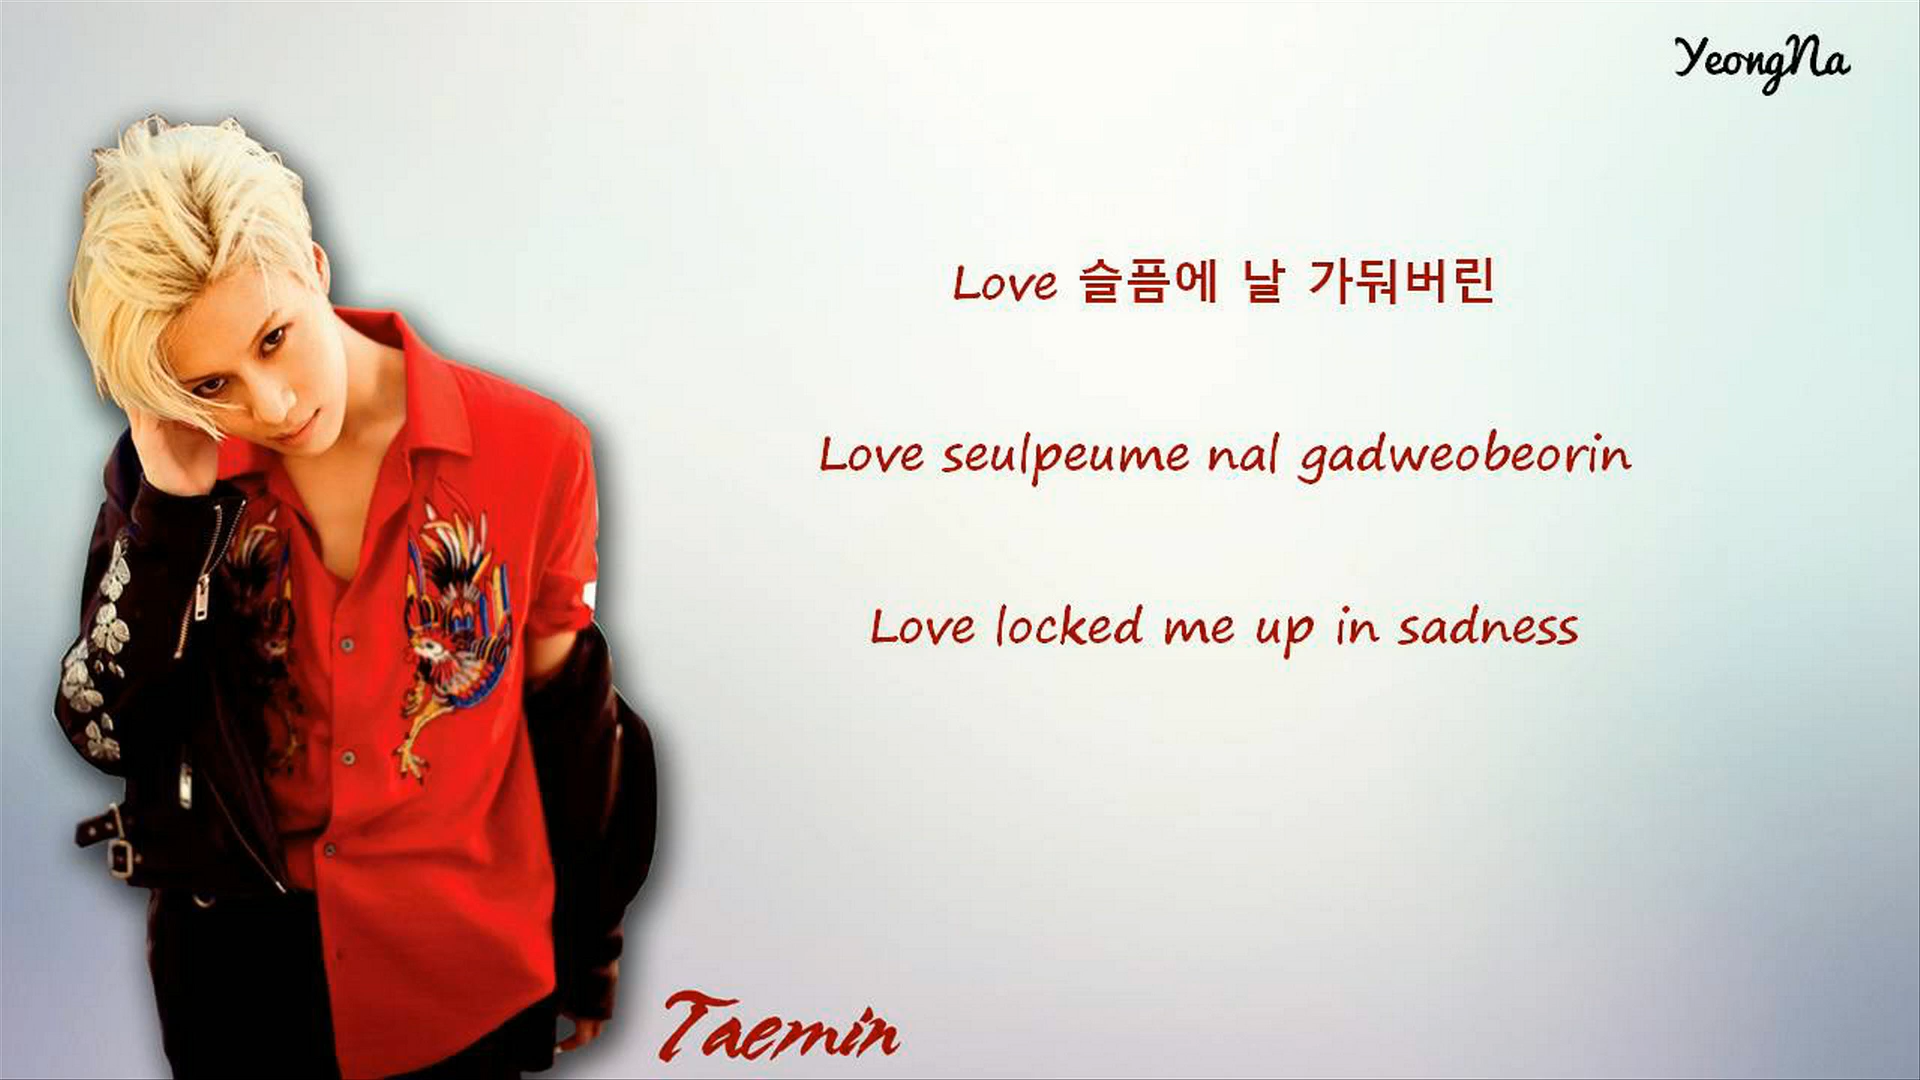 YeongNa
Love 슬픔에 날 가둬버린
Love seulpeume nal gadweobeorin
Love locked me up in sadness
Taemin